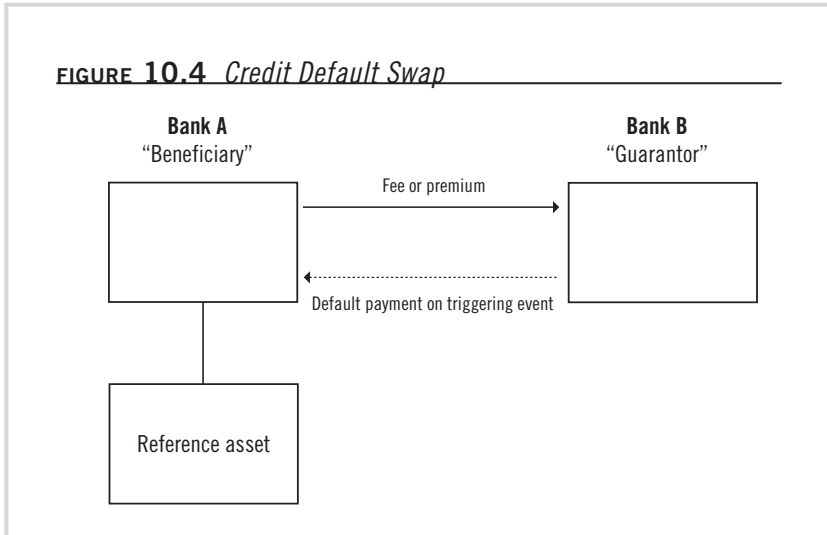 FIGURE 10.4 Credit Default Swap
Bank A
“Beneficiary”
Bank B
“Guarantor”
Fee or premium
Default payment on triggering event
Reference asset